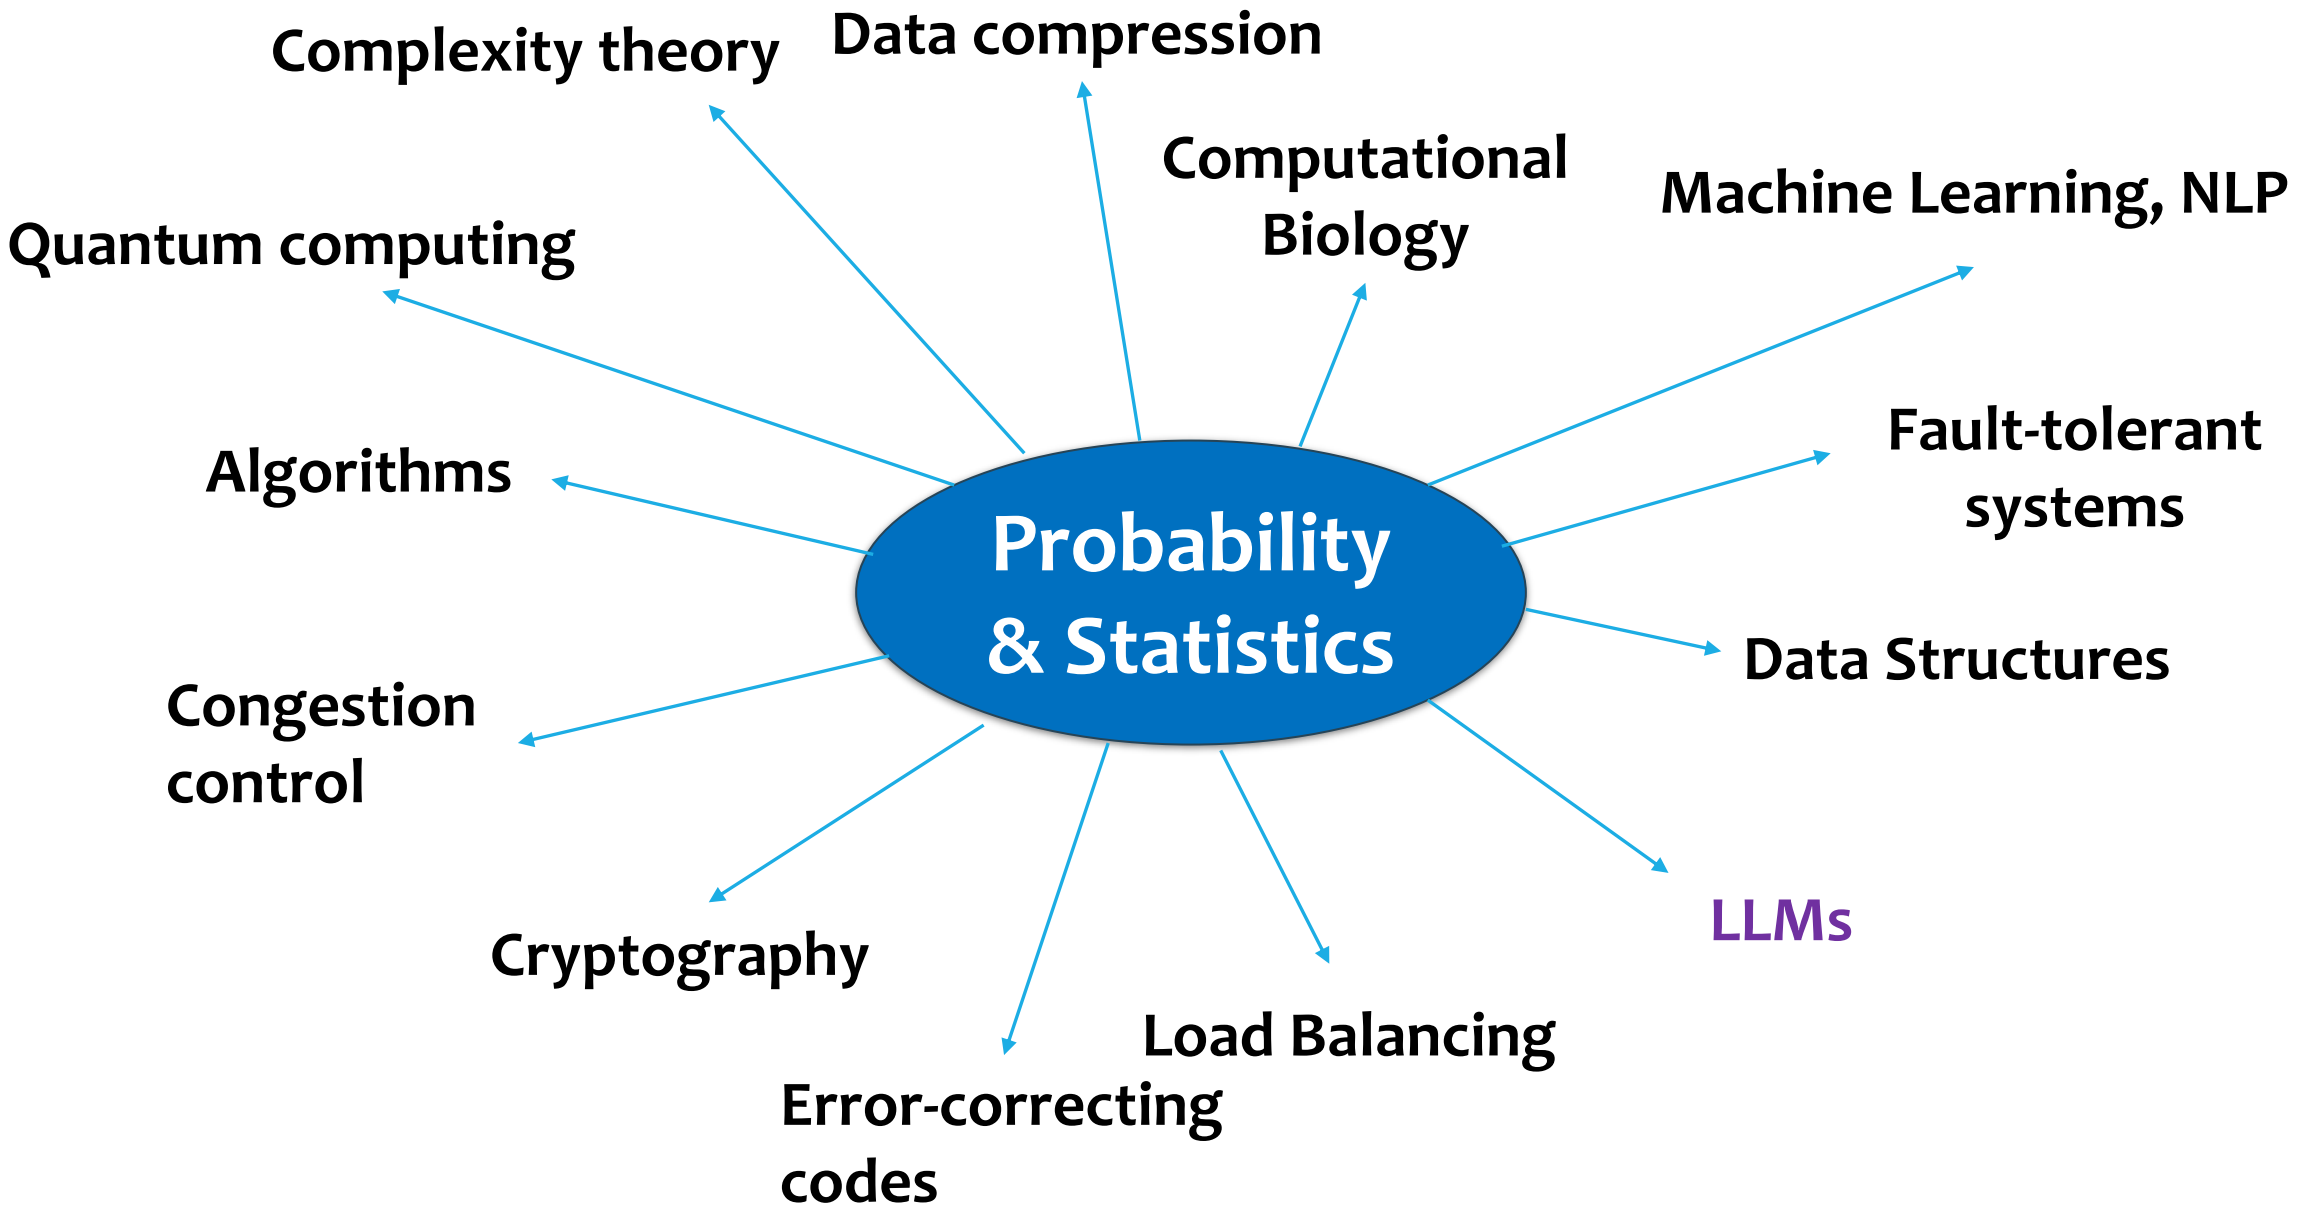 Complexity theory
Data compression
Computational
Biology
Machine Learning, NLP
Quantum computing
Fault-tolerant
systems
Algorithms
Probability
& Statistics
Data Structures
Congestion
control
LLMs
Cryptography
Load Balancing
Error-correcting
codes